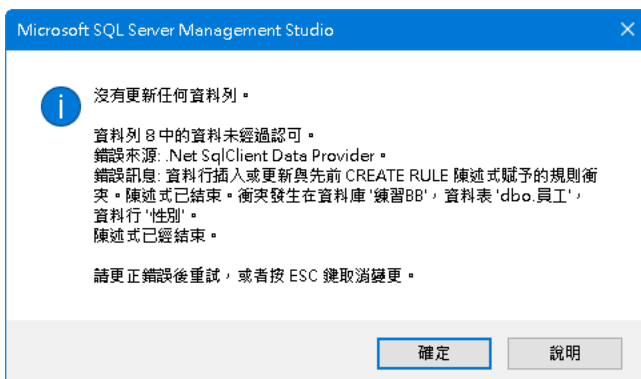 Microsoft SQL Server Management Studio
沒有更新任何資料列。
資料列 8 中的資料未經過認可。
錯誤來源: .Net SqlClient Data Provider。
錯誤訊息: 資料行插入或更新與先前 CREATE RULE 陳述式賦予的規則衝
突。陳述式已結束。衝突發生在資料庫 '練習BB'，資料表 'dbo.員工'，
資料行 '性別'。
陳述式已經結束。
請更正錯誤後重試，或者按 ESC 鍵取消變更。
確定
說明